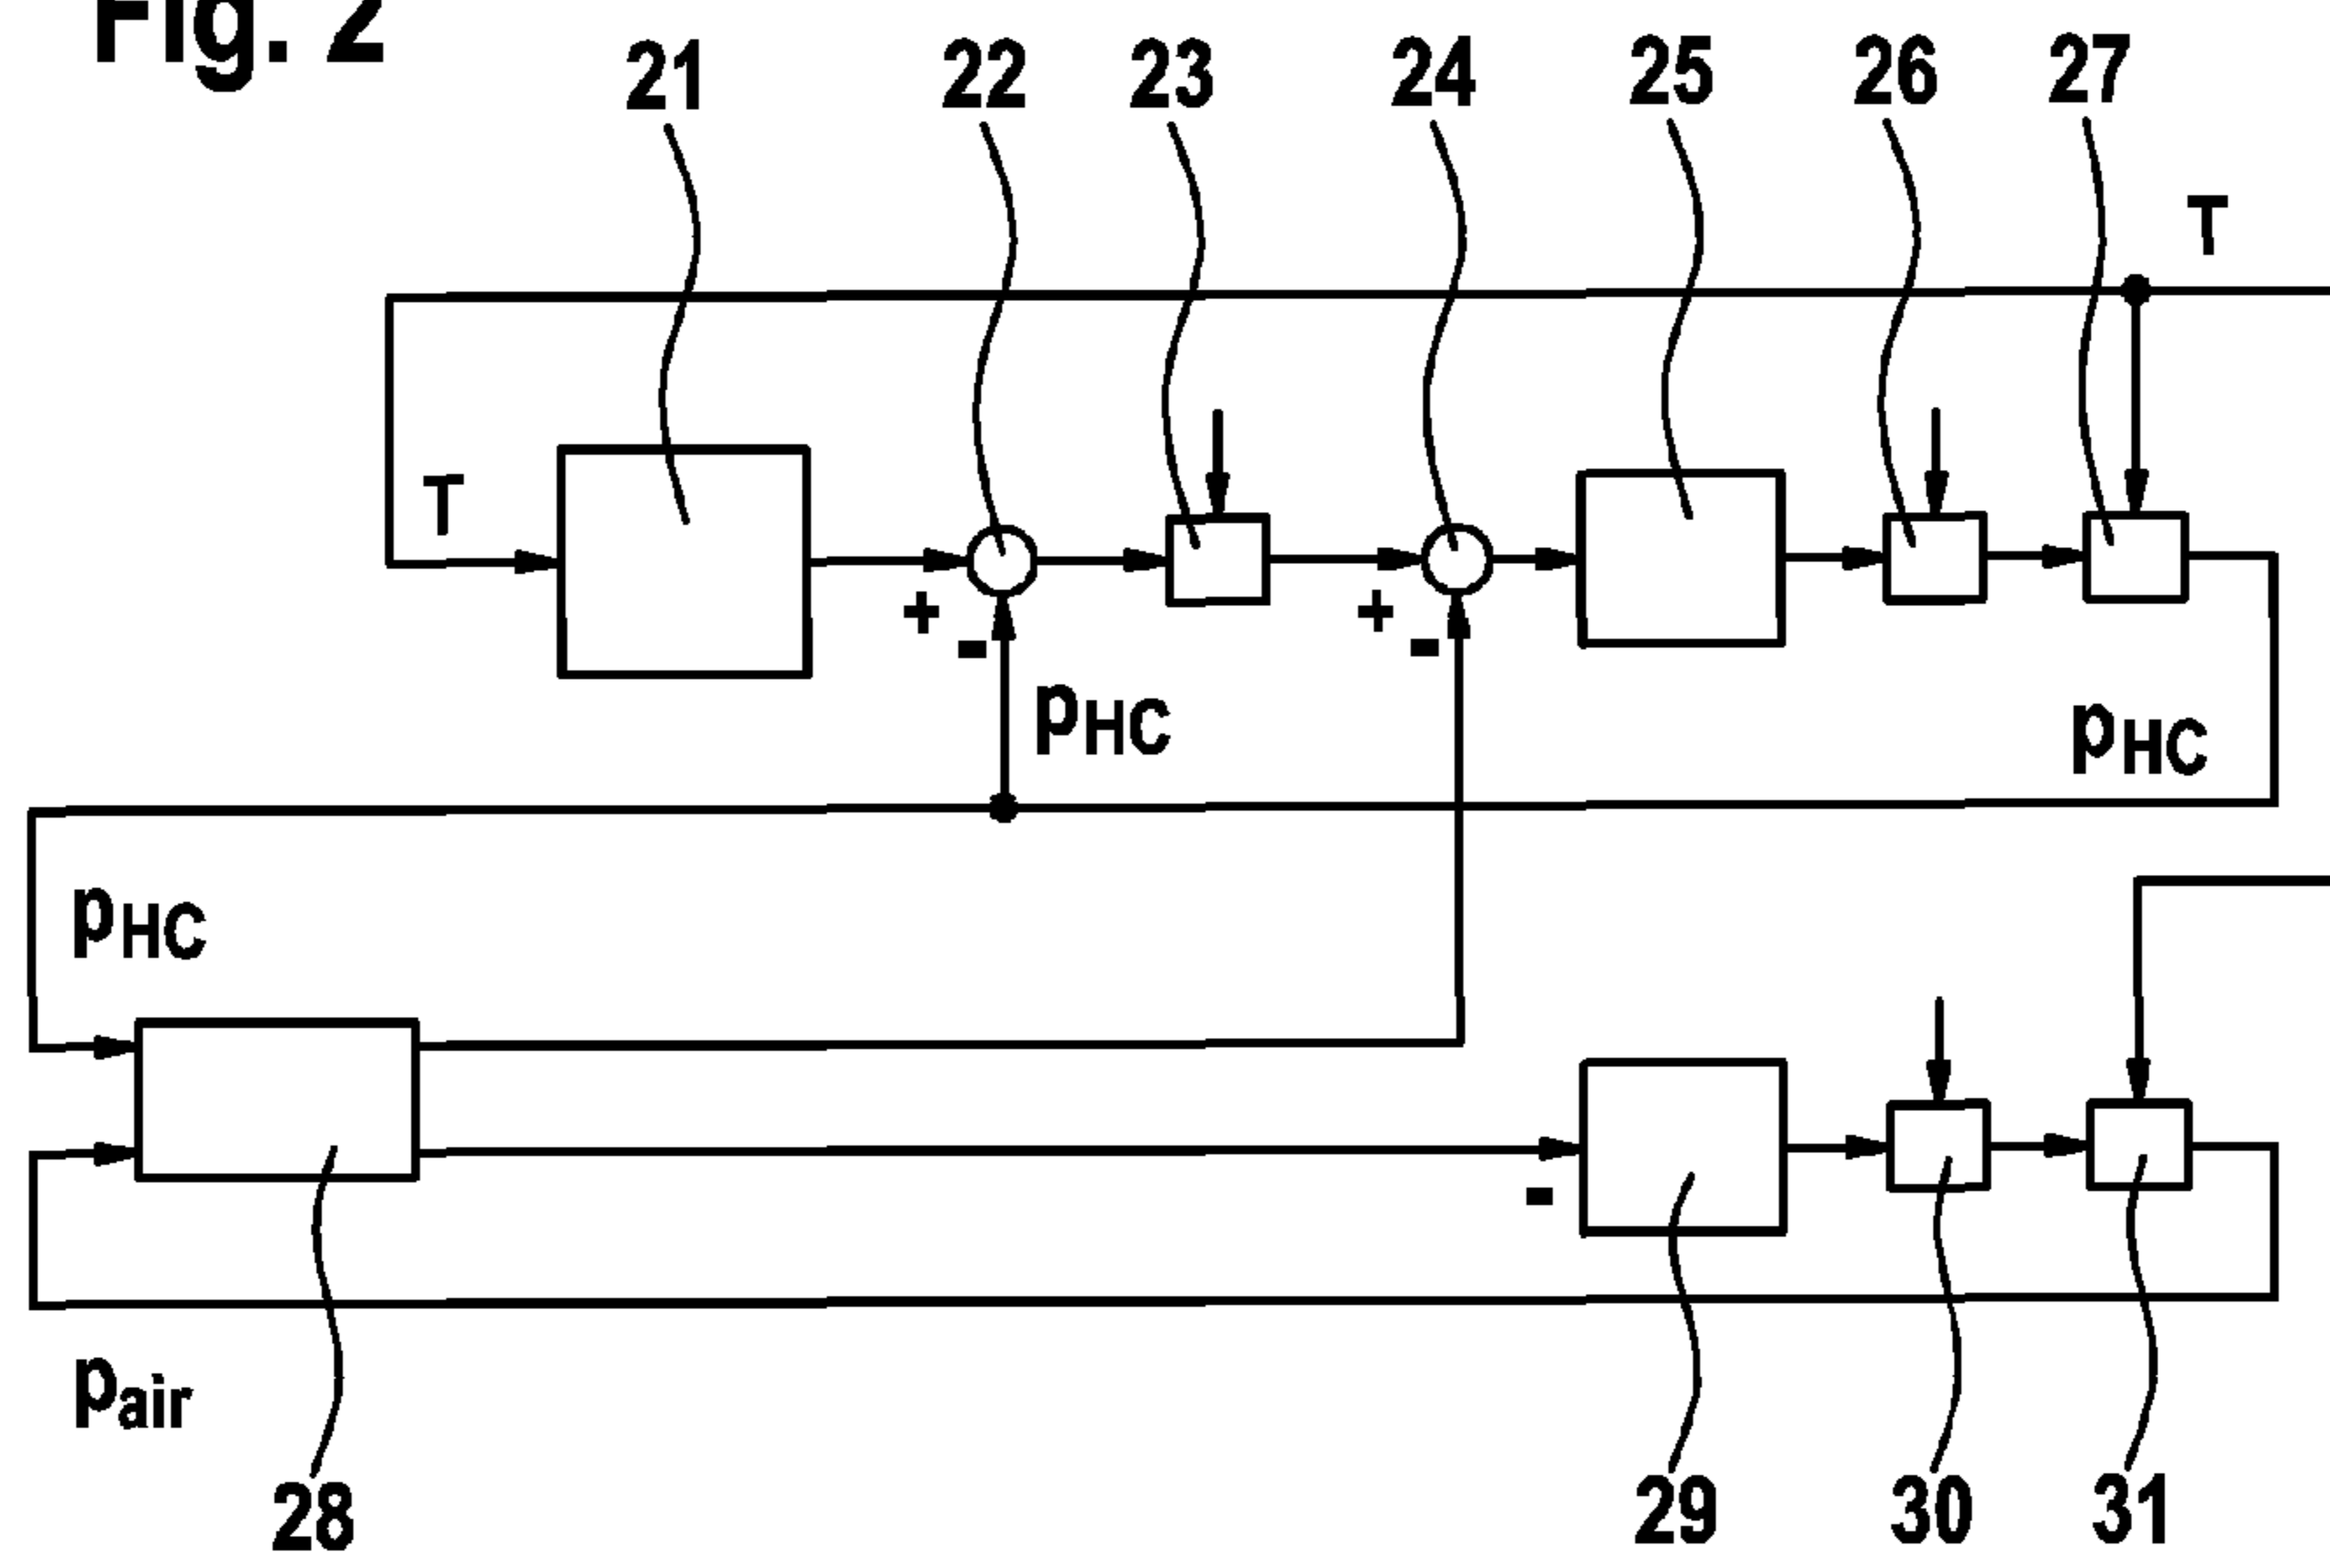 Fig. 2
21 22 23 24 25 26 27
T
T
+ - + -
pHC
pHC
pHC
-
pair
28 29 30 31